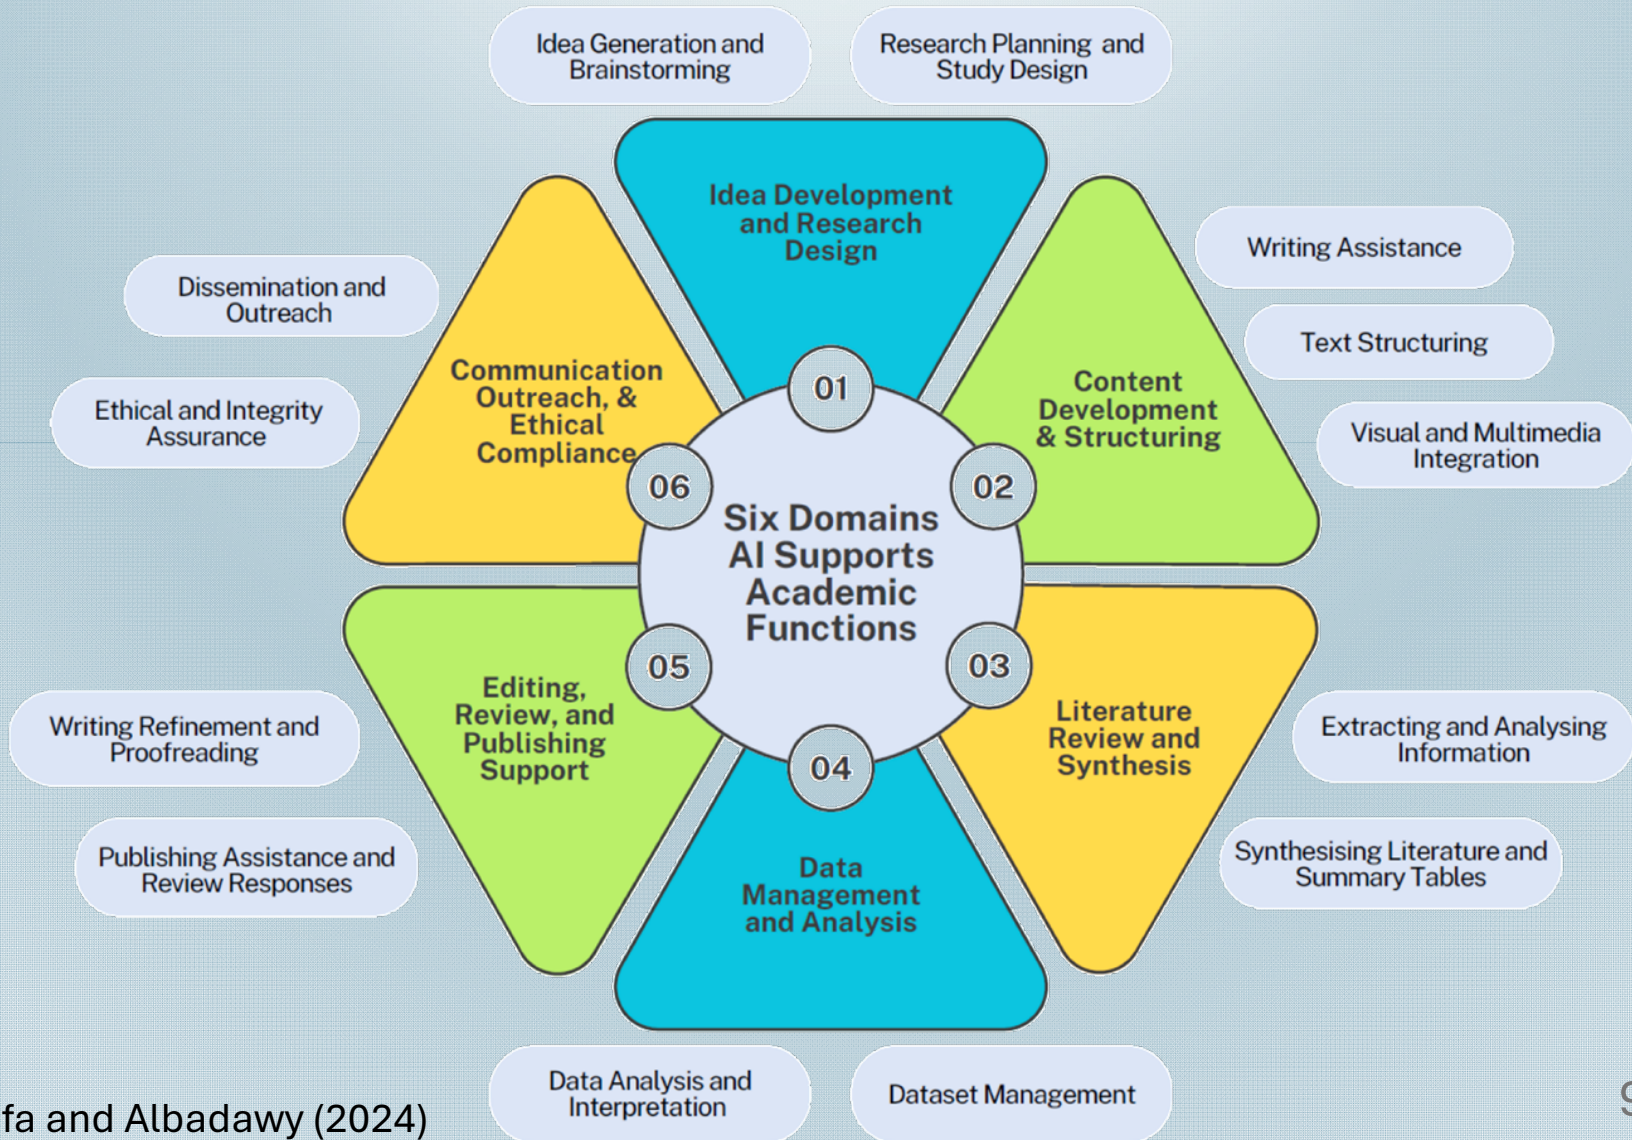 Idea Generation and
Brainstorming
Research Planning and
Study Design
Idea Development
and Research
Design
01
Writing Assistance
Text Structuring
Visual and Multimedia
Integration
Content
Development
& Structuring
02
Dissemination and
Outreach
Ethical and Integrity
Assurance
Communication
Outreach, &
Ethical
Compliance
06
Six Domains
AI Supports
Academic
Functions
03
Literature
Review and
Synthesis
Extracting and Analysing
Information
Synthesising Literature and
Summary Tables
05
Editing,
Review, and
Publishing
Support
Writing Refinement and
Proofreading
Publishing Assistance and
Review Responses
04
Data
Management
and Analysis
Data Analysis and
Interpretation
Dataset Management
fa and Albadawy (2024)